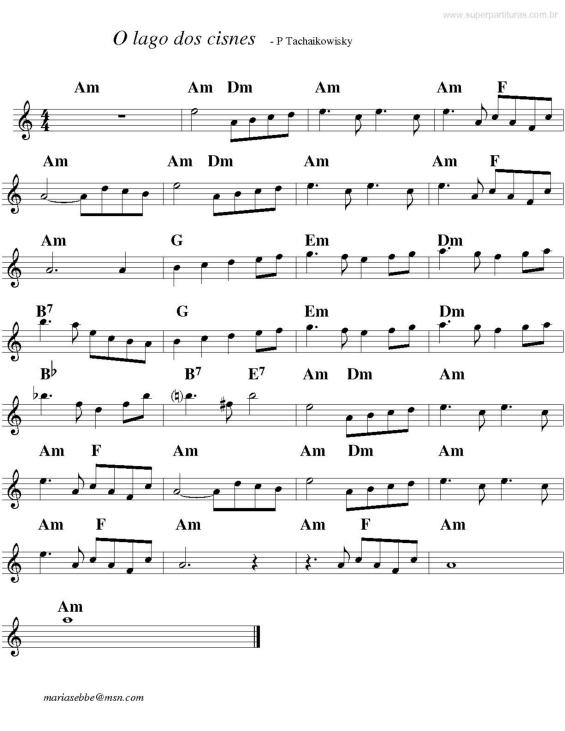 www.superpartituras.com.br
O lago dos cisnes - P Tachaikowisky
Am Am Dm Am Am F
4
4
Am Am Dm Am Am F
Am G Em Dm
B7 G Em Dm
B♭ B7 E7 Am Dm Am
Am F Am Am Dm Am
Am F Am Am F Am
Am
mariasebbe@msn.com